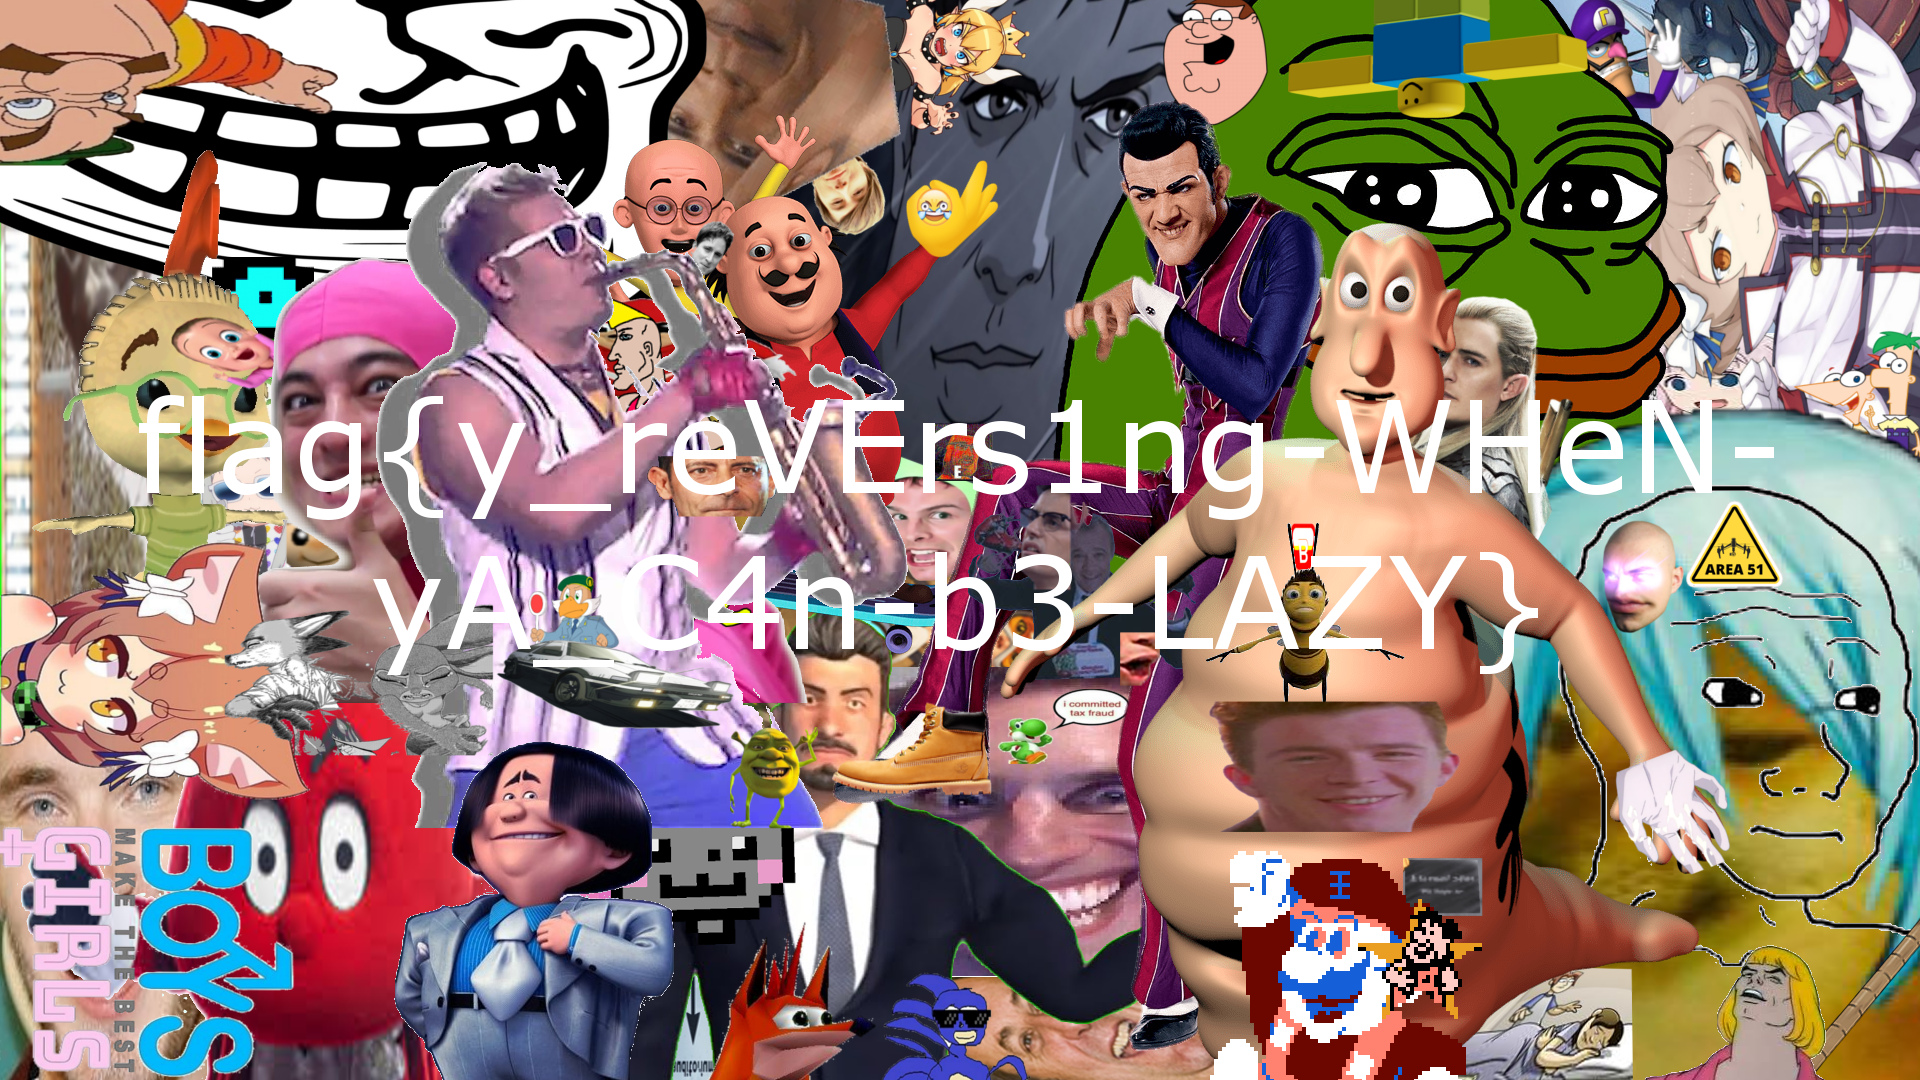 flag{y_reVErs1ng-WHeN-
yA_C4n-b3-LAZY}
AREA 51
B
E
i committed
tax fraud
BOYS
MAKE THE BEST
GIRLS